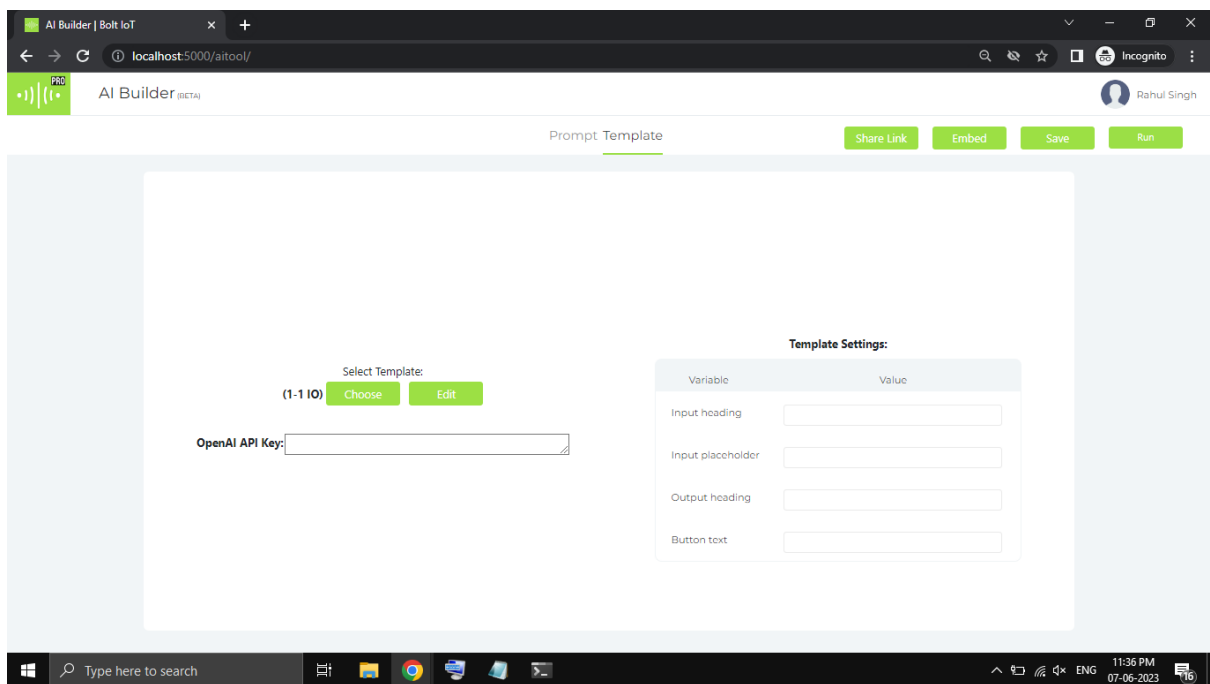 AI Builder | Bolt IoT
localhost:5000/aitool/
Incognito
PRO
AI Builder (BETA)
Rahul Singh
Prompt Template
Share Link Embed Save Run
Template Settings:
Select Template:
(1-1 IO) Choose Edit
OpenAI API Key:
Variable Value
Input heading
Input placeholder
Output heading
Button text
Type here to search
ENG
11:36 PM
07-06-2023
16